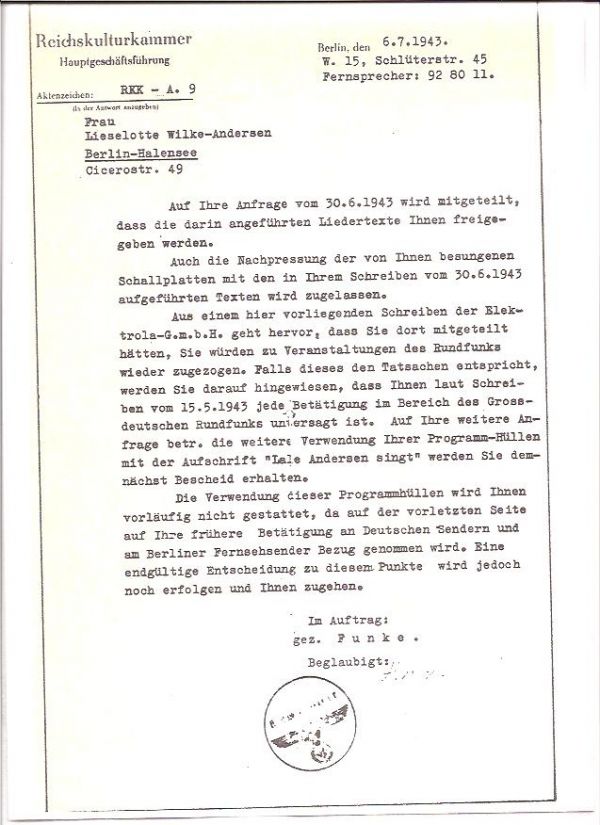 Reichskulturkammer
Hauptgeschäftsführung
Aktenzeichen: RKK - A. 9
(In der Antwort anzugeben)
Berlin, den 6.7.1943.
W. 15, Schlüterstr. 45
Fernsprecher: 92 80 11.
Frau
Lieselotte Wilke-Andersen
Berlin-Halensee
Cicerostr. 49
Auf Ihre Anfrage vom 30.6.1943 wird mitgeteilt,
dass die darin angeführten Liedertexte Ihnen freige-
geben werden.
Auch die Nachpressung der von Ihnen besungenen
Schallplatten mit den in Ihrem Schreiben vom 30.6.1943
aufgeführten Texten wird zugelassen.
Aus einem hier vorliegenden Schreiben der Elek-
trola-G.m.b.H. geht hervor, dass Sie dort mitgeteilt
hätten, Sie würden zu Veranstaltungen des Rundfunks
wieder zugezogen. Falls dieses den Tatsachen entspricht,
werden Sie darauf hingewiesen, dass Ihnen laut Schrei-
ben vom 15.5.1943 jede Betätigung im Bereich des Gross-
deutschen Rundfunks untersagt ist. Auf Ihre weitere An-
frage betr. die weitere Verwendung Ihrer Programm-Hüllen
mit der Aufschrift "Lale Andersen singt" werden Sie dem-
nächst Bescheid erhalten.
Die Verwendung dieser Programmhüllen wird Ihnen
vorläufig nicht gestattet, da auf der vorletzten Seite
auf Ihre frühere Betätigung an Deutschen Sendern und
am Berliner Fernsehsender Bezug genommen wird. Eine
endgültige Entscheidung zu diesem Punkte wird jedoch
noch erfolgen und Ihnen zugehen.
Im Auftrag:
gez. F u n k e .
Beglaubigt: